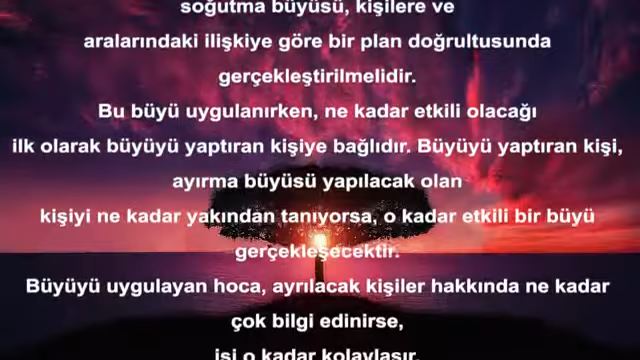 soğutma büyüsü, kişilere ve
aralarındaki ilişkiye göre bir plan doğrultusunda
gerçekleştirilmelidir.
Bu büyü uygulanırken, ne kadar etkili olacağı
ilk olarak büyüyü yaptıran kişiye bağlıdır. Büyüyü yaptıran kişi,
ayırma büyüsü yapılacak olan
kişiyi ne kadar yakından tanıyorsa, o kadar etkili bir büyü
gerçekleşecektir.
Büyüyü uygulayan hoca, ayrılacak kişiler hakkında ne kadar
çok bilgi edinirse,
işi o kadar kolaylaşır.